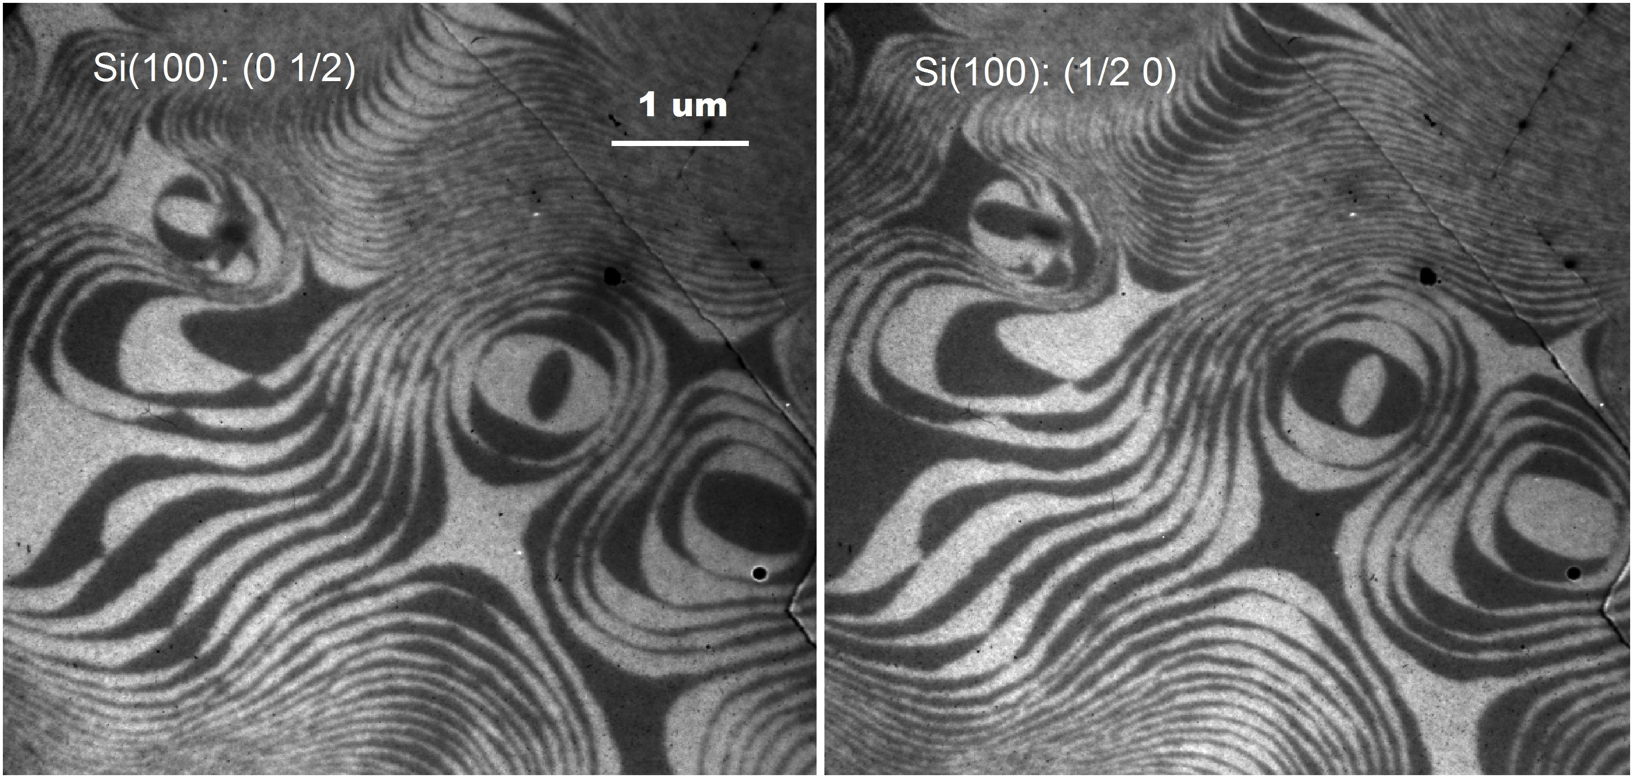 Si(100): (0 1/2)
1 um
Si(100): (1/2 0)